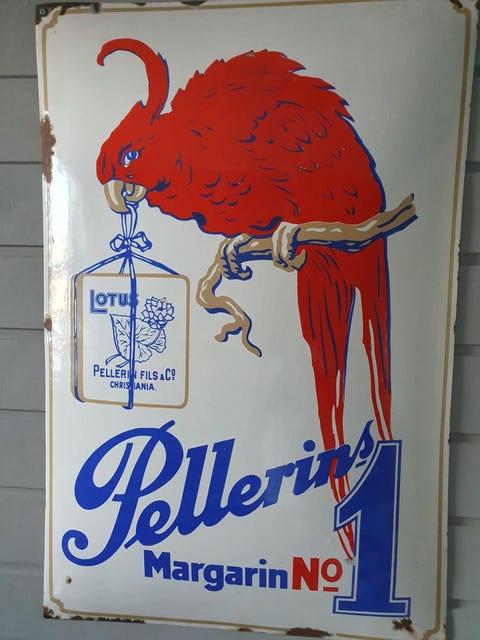 LOTUS
PELLERIN FILS & Co
CHRISTIANIA.
Pellerins
Margarin No 1